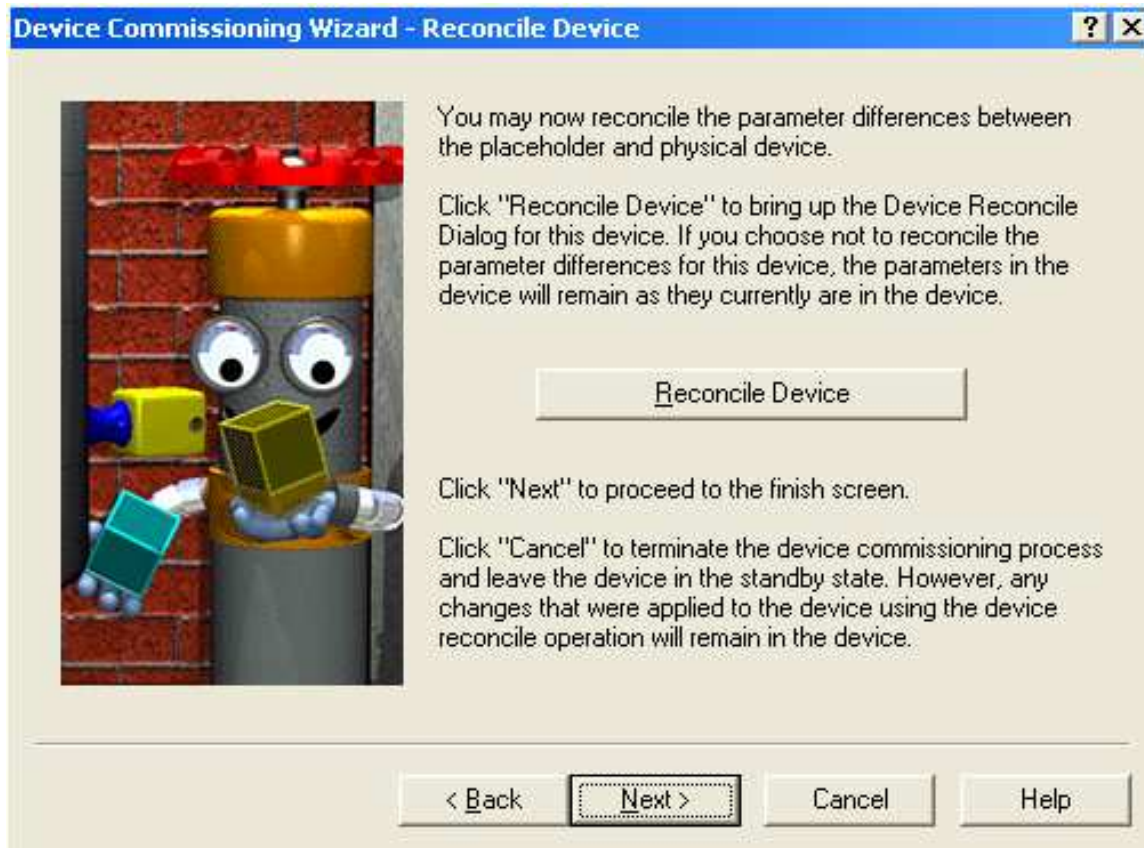 Device Commissioning Wizard - Reconcile Device
You may now reconcile the parameter differences between
the placeholder and physical device.
Click "Reconcile Device" to bring up the Device Reconcile
Dialog for this device. If you choose not to reconcile the
parameter differences for this device, the parameters in the
device will remain as they currently are in the device.
Reconcile Device
Click "Next" to proceed to the finish screen.
Click "Cancel" to terminate the device commissioning process
and leave the device in the standby state. However, any
changes that were applied to the device using the device
reconcile operation will remain in the device.
< Back Next > Cancel Help